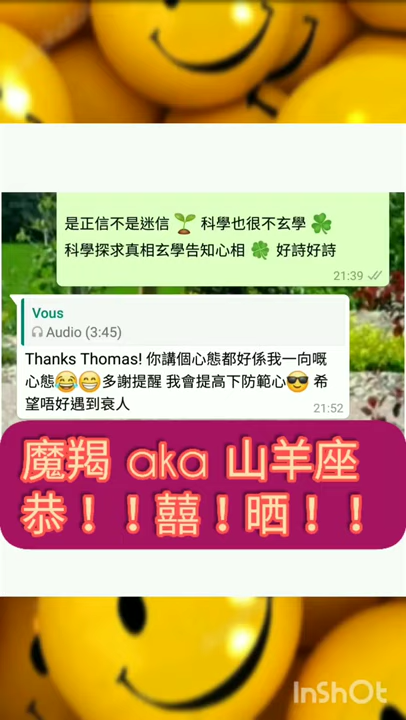 是正信不是迷信🌱 科學也很不玄學🍀
科學探求真相玄學告知心相🍀 好詩好詩
21:39
Vous
Audio (3:45)
Thanks Thomas! 你講個心態都好係我一向嘅
心態😂😁多謝提醒 我會提高下防範心😎 希
望唔好遇到衰人
21:52
魔羯 aka 山羊座
恭！！囍！晒！！
InShOt